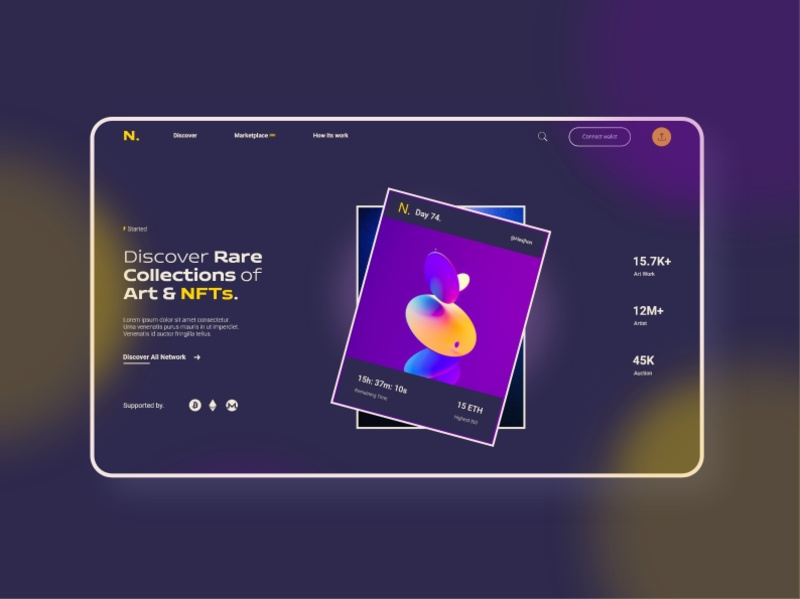 N.
Discover
Marketplace
How its work
Connect wallet
Started
Discover Rare
Collections of
Art & NFTs.
Lorem ipsum dolor sit amet consectetur.
Urna venenatis purus mauris in ut imperdiet.
Venenatis id auctor fringilla tellus.
Discover All Network
Supported by.
N. Day 74.
15h: 37m: 10s
Remaining Time
15 ETH
Highest Bid
15.7K+
Art Work
12M+
Artist
45K
Auction